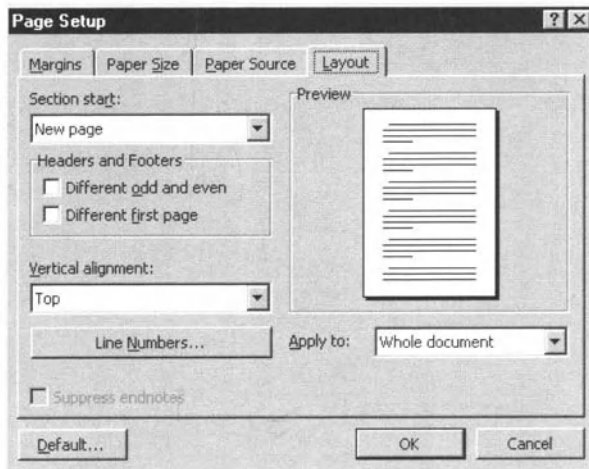 Page Setup
Margins
Paper Size
Paper Source
Layout
Section start:
New page
Headers and Footers
Different odd and even
Different first page
Vertical alignment:
Top
Line Numbers...
Suppress endnotes
Preview
Apply to:
Whole document
Default...
OK
Cancel